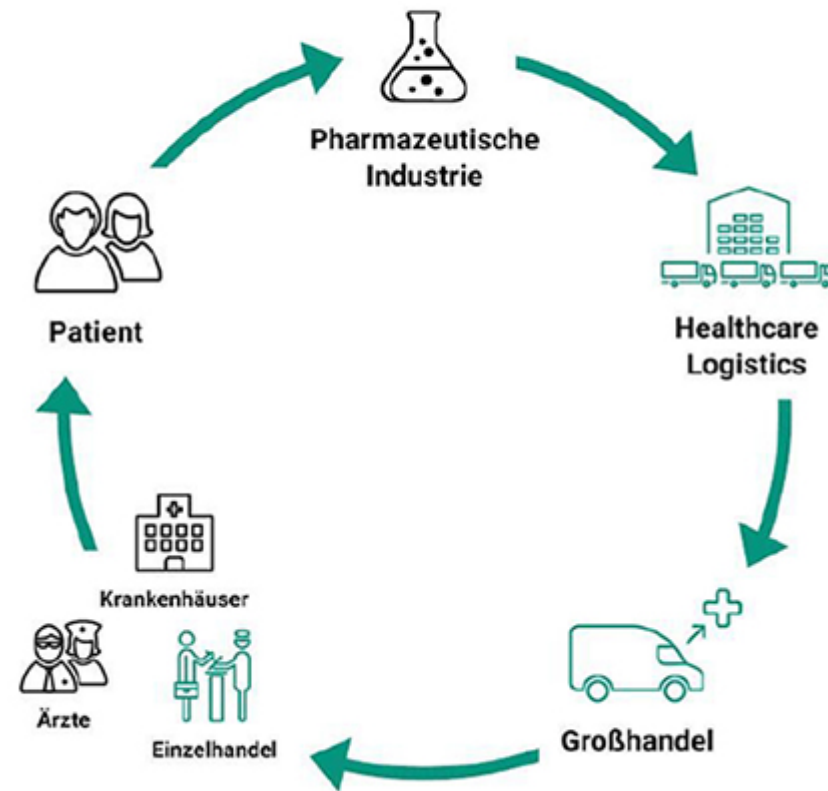 Pharmazeutische
Industrie
Healthcare
Logistics
Großhandel
Einzelhandel
Ärzte
Krankenhäuser
Patient